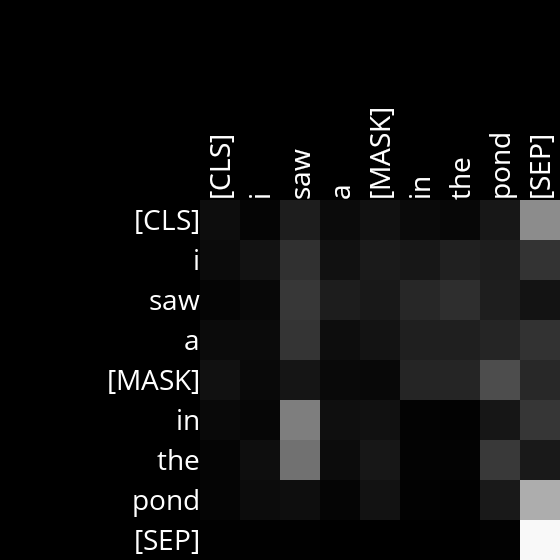 [CLS] i saw a [MASK] in the pond [SEP]
[CLS]
i
saw
a
[MASK]
in
the
pond
[SEP]